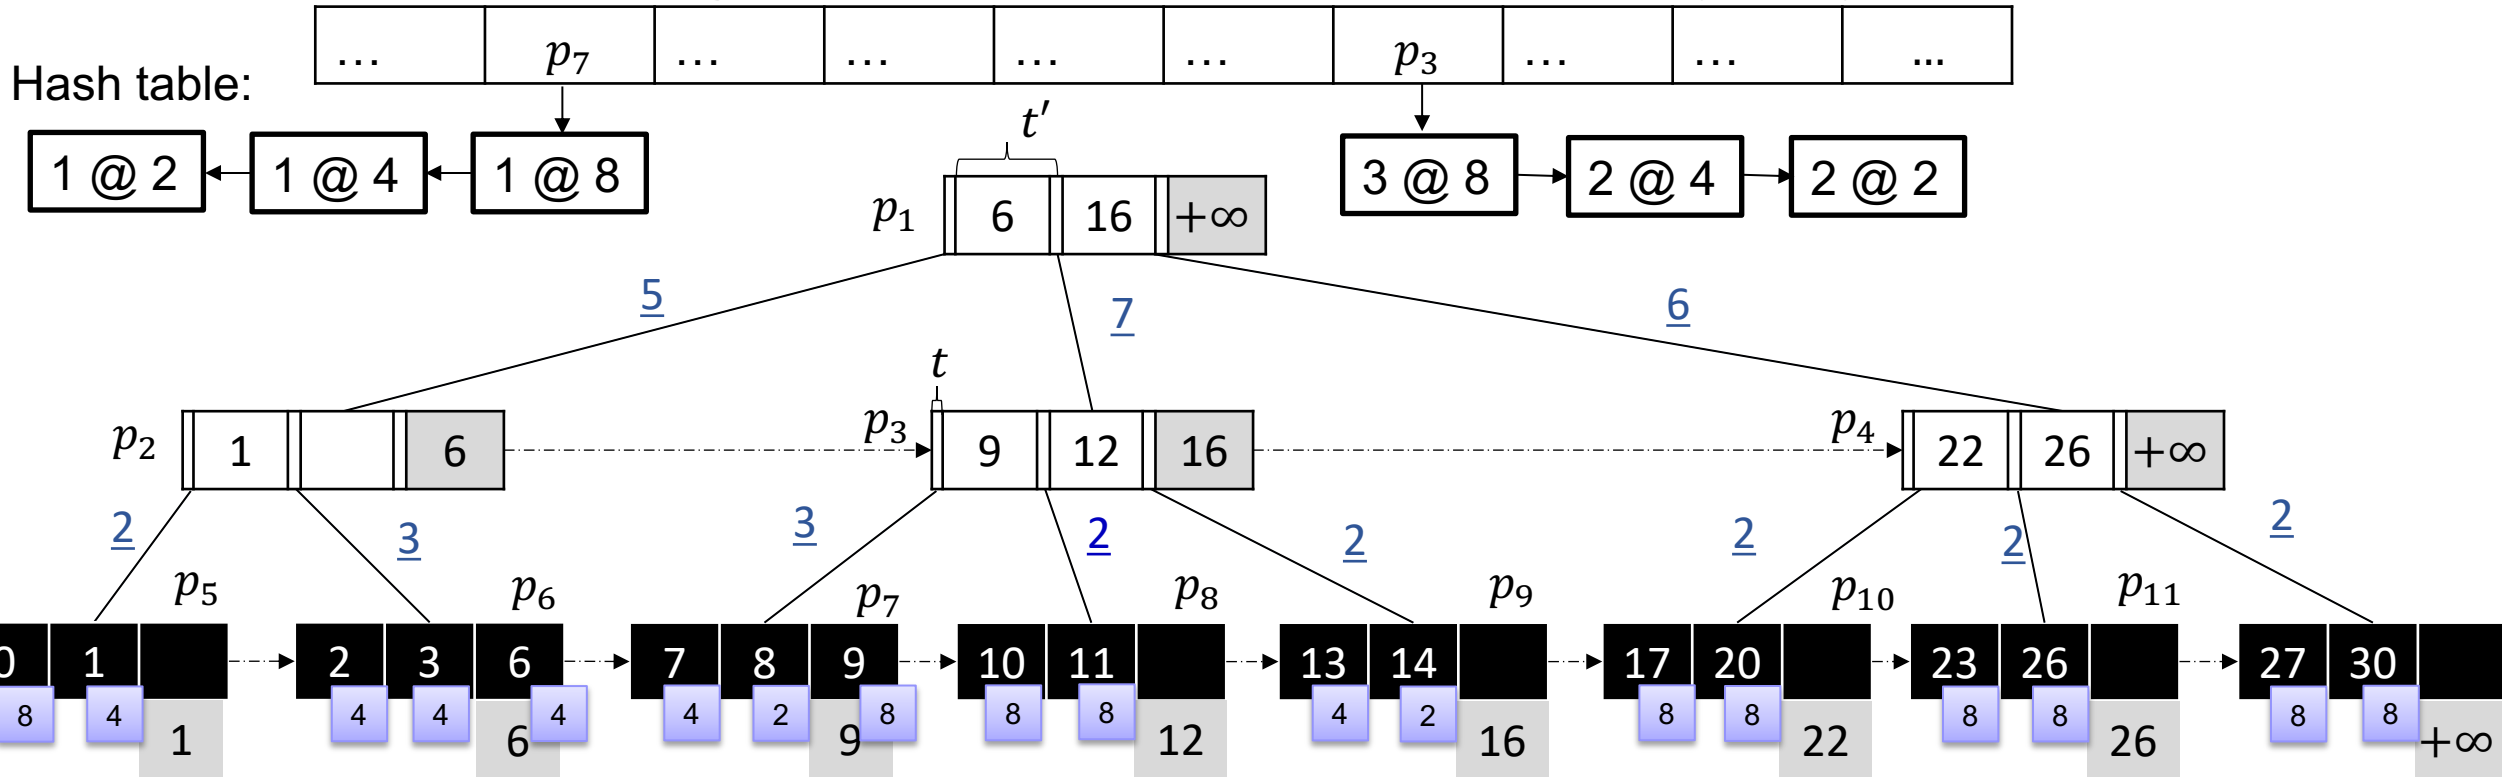 … p₇ … … … … p₃ … … ...
Hash table:
1 @ 2 1 @ 4 1 @ 8 t′ 3 @ 8 2 @ 4 2 @ 2
p₁ 6 16 +∞
5 7 6
t
p₂ 1 6 p₃ 9 12 16 p₄ 22 26 +∞
2 3 3 2 2 2 2 2
p₅ p₆ p₇ p₈ p₉ p₁₀ p₁₁
0 1 2 3 6 7 8 9 10 11 13 14 17 20 23 26 27 30
8 4 4 4 4 4 2 8 8 8 4 2 8 8 8 8 8 8
1 6 9 12 16 22 26 +∞